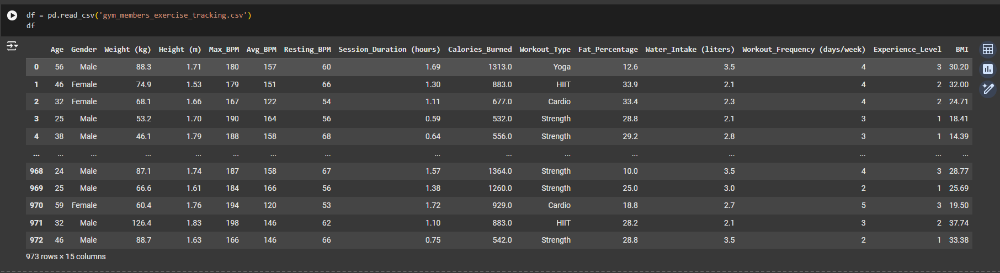 df = pd.read_csv('gym_members_exercise_tracking.csv')
df
Age Gender Weight (kg) Height (m) Max_BPM Avg_BPM Resting_BPM Session_Duration (hours) Calories_Burned Workout_Type Fat_Percentage Water_Intake (liters) Workout_Frequency (days/week) Experience_Level BMI
0 56 Male 88.3 1.71 180 157 60 1.69 1313.0 Yoga 12.6 3.5 4 3 30.20
1 46 Female 74.9 1.53 179 151 66 1.30 883.0 HIIT 33.9 2.1 4 2 32.00
2 32 Female 68.1 1.66 167 122 54 1.11 677.0 Cardio 33.4 2.3 4 2 24.71
3 25 Male 53.2 1.70 190 164 56 0.59 532.0 Strength 28.8 2.1 3 1 18.41
4 38 Male 46.1 1.79 188 158 68 0.64 556.0 Strength 29.2 2.8 3 1 14.39
... ... ... ... ... ... ... ... ... ... ... ... ... ... ... ...
968 24 Male 87.1 1.74 187 158 67 1.57 1364.0 Strength 10.0 3.5 4 3 28.77
969 25 Male 66.6 1.61 184 166 56 1.38 1260.0 Strength 25.0 3.0 2 1 25.69
970 59 Female 60.4 1.76 194 120 53 1.72 929.0 Cardio 18.8 2.7 5 3 19.50
971 32 Male 126.4 1.83 198 146 62 1.10 883.0 HIIT 28.2 2.1 3 2 37.74
972 46 Male 88.7 1.63 166 146 66 0.75 542.0 Strength 28.8 3.5 2 1 33.38
973 rows × 15 columns